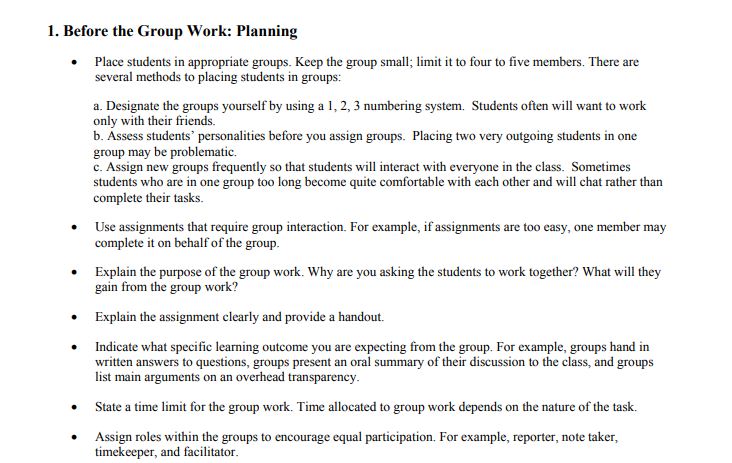 1. Before the Group Work: Planning
• Place students in appropriate groups. Keep the group small; limit it to four to five members. There are
several methods to placing students in groups:
a. Designate the groups yourself by using a 1, 2, 3 numbering system. Students often will want to work
only with their friends.
b. Assess students' personalities before you assign groups. Placing two very outgoing students in one
group may be problematic.
c. Assign new groups frequently so that students will interact with everyone in the class. Sometimes
students who are in one group too long become quite comfortable with each other and will chat rather than
complete their tasks.
• Use assignments that require group interaction. For example, if assignments are too easy, one member may
complete it on behalf of the group.
• Explain the purpose of the group work. Why are you asking the students to work together? What will they
gain from the group work?
• Explain the assignment clearly and provide a handout.
• Indicate what specific learning outcome you are expecting from the group. For example, groups hand in
written answers to questions, groups present an oral summary of their discussion to the class, and groups
list main arguments on an overhead transparency.
• State a time limit for the group work. Time allocated to group work depends on the nature of the task.
• Assign roles within the groups to encourage equal participation. For example, reporter, note taker,
timekeeper, and facilitator.